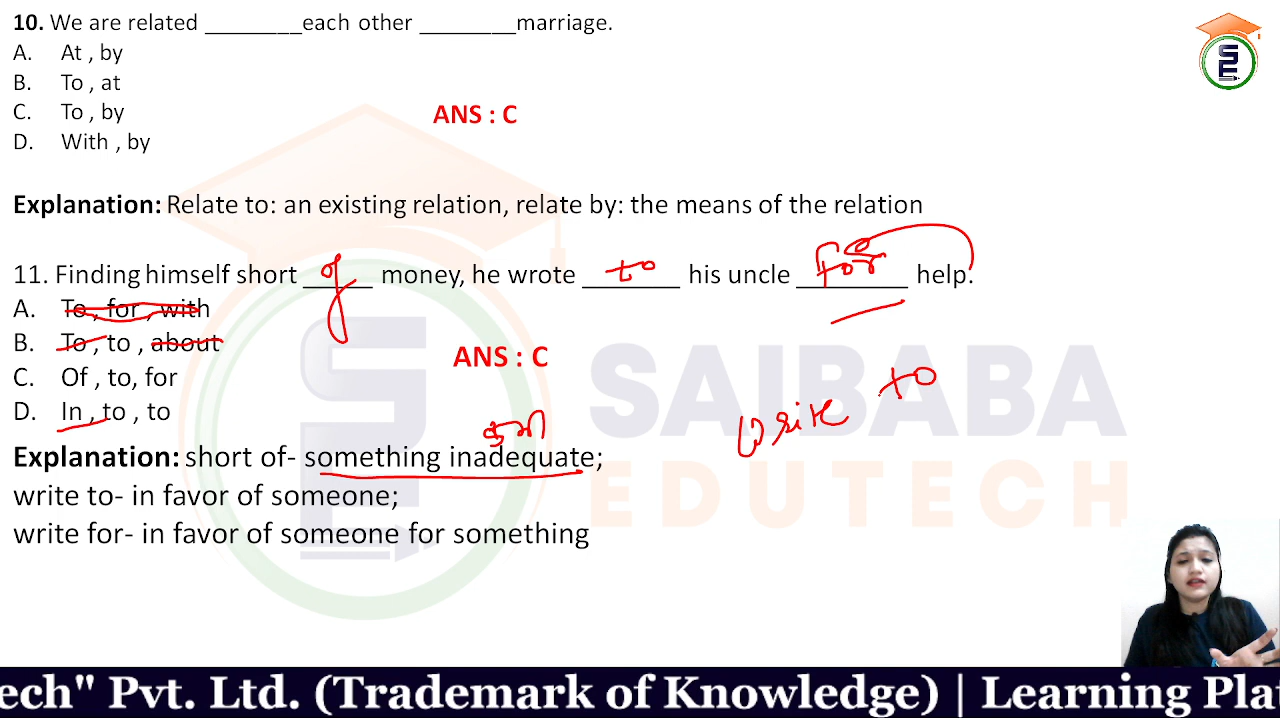 10. We are related ________each other ________marriage.
A. At , by
B. To , at
C. To , by
D. With , by
ANS : C
Explanation: Relate to: an existing relation, relate by: the means of the relation
11. Finding himself short of money, he wrote to his uncle for help.
A. To , for , with
B. To , to , about
C. Of , to, for
D. In , to , to
ANS : C
write to
कमी
Explanation: short of- something inadequate;
write to- in favor of someone;
write for- in favor of someone for something
SAIBABA
EDUTECH
ech" Pvt. Ltd. (Trademark of Knowledge) | Learning Pla